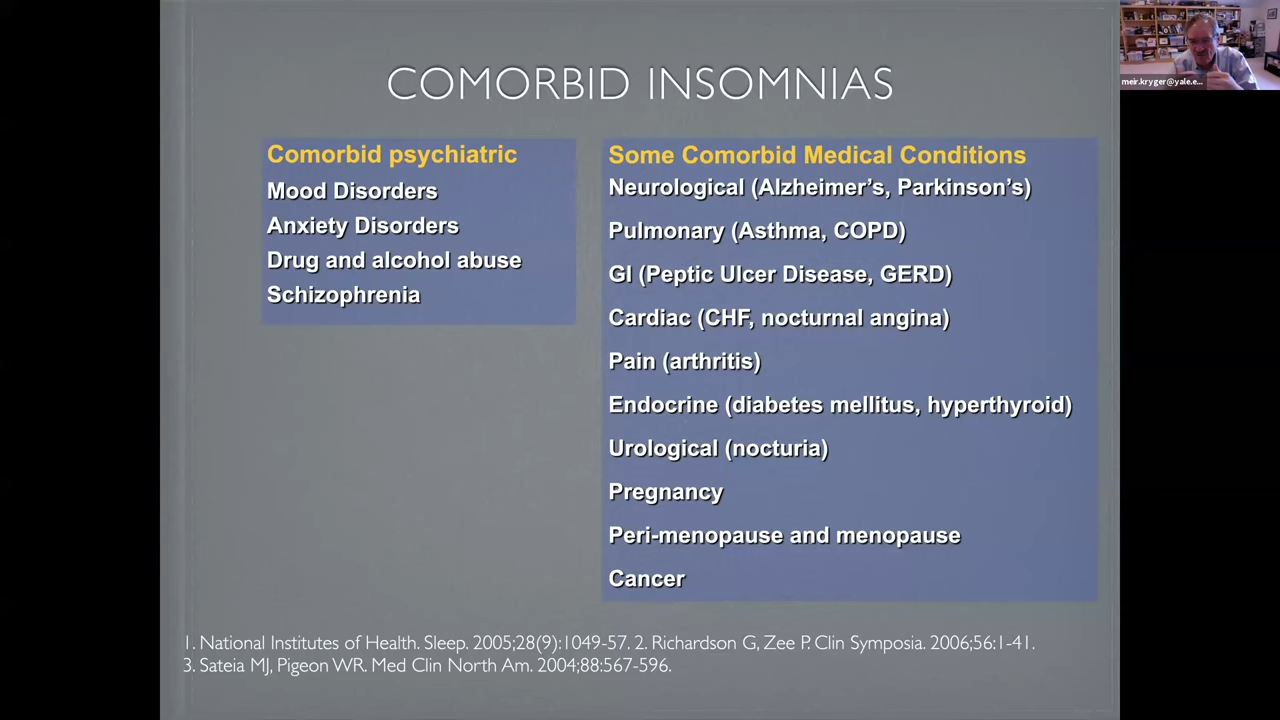 COMORBID INSOMNIAS
Comorbid psychiatric
Mood Disorders
Anxiety Disorders
Drug and alcohol abuse
Schizophrenia
Some Comorbid Medical Conditions
Neurological (Alzheimer’s, Parkinson’s)
Pulmonary (Asthma, COPD)
GI (Peptic Ulcer Disease, GERD)
Cardiac (CHF, nocturnal angina)
Pain (arthritis)
Endocrine (diabetes mellitus, hyperthyroid)
Urological (nocturia)
Pregnancy
Peri-menopause and menopause
Cancer
1. National Institutes of Health. Sleep. 2005;28(9):1049-57. 2. Richardson G, Zee P. Clin Symposia. 2006;56:1-41.
3. Sateia MJ, Pigeon WR. Med Clin North Am. 2004;88:567-596.
meir.kryger@yale.e...